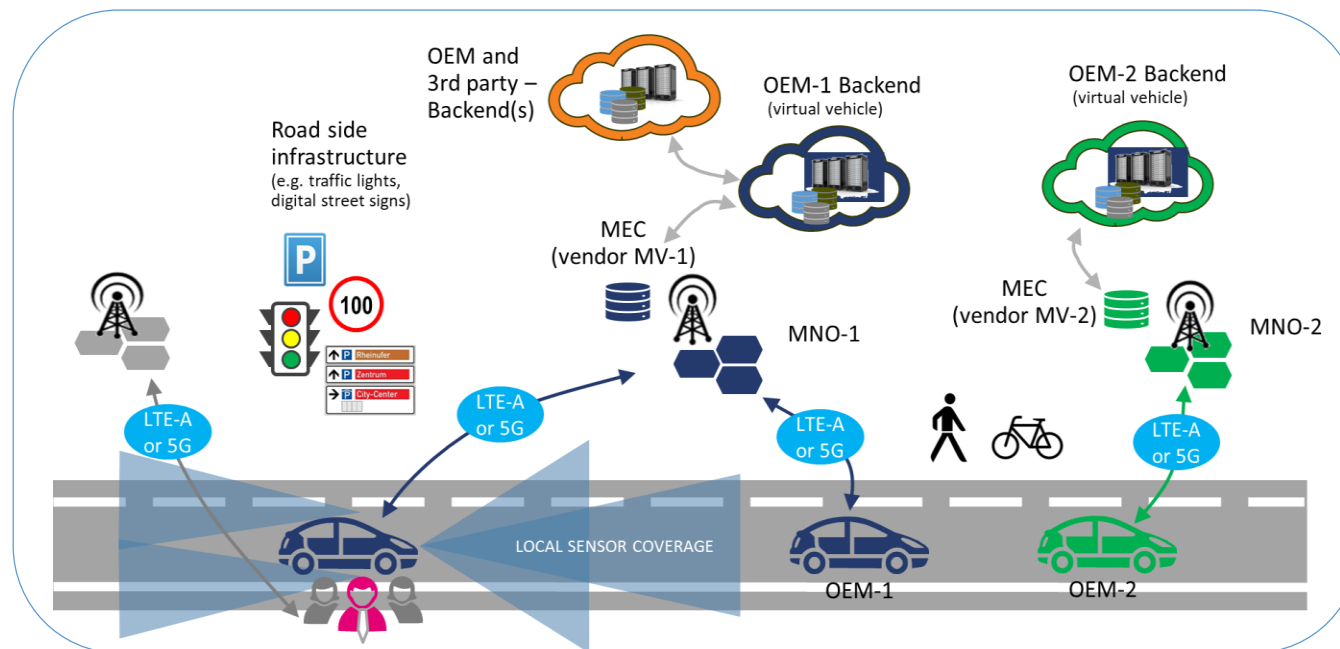 OEM and
3rd party –
Backend(s)
OEM-1 Backend
(virtual vehicle)
OEM-2 Backend
(virtual vehicle)
Road side
infrastructure
(e.g. traffic lights,
digital street signs)
P
100
P Rheinufer
P Zentrum
P City-Center
MEC
(vendor MV-1)
MNO-1
MEC
(vendor MV-2)
MNO-2
LTE-A
or 5G
LTE-A
or 5G
LTE-A
or 5G
LTE-A
or 5G
LOCAL SENSOR COVERAGE
OEM-1
OEM-2